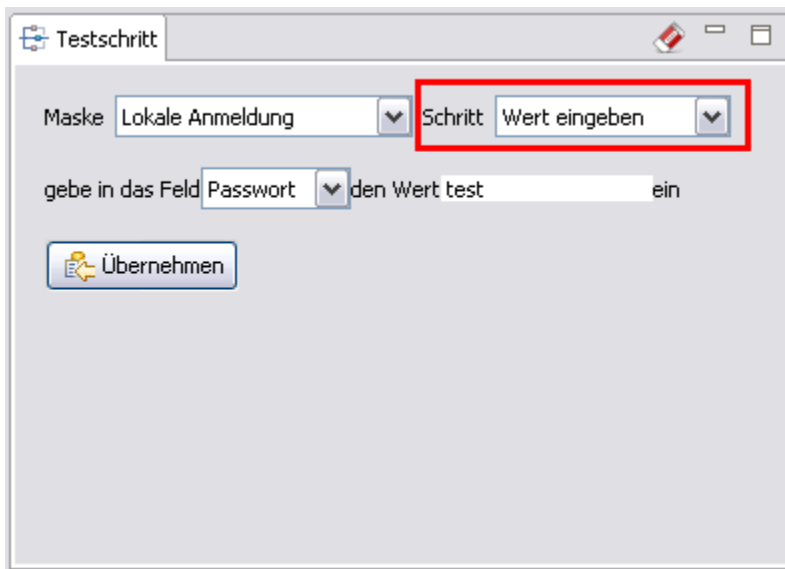 Testschritt
Maske Lokale Anmeldung Schritt Wert eingeben
gebe in das Feld Passwort den Wert test ein
Übernehmen